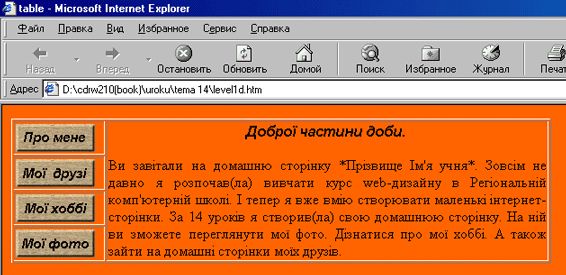 table - Microsoft Internet Explorer
Файл Правка Вид Избранное Сервис Справка
Назад Вперед Остановить Обновить Домой Поиск Избранное Журнал Печат
Адрес D:\cdrw210(book)\uroku\tema 14\level1d.htm
Про мене
Мої друзі
Мої хоббі
Мої фото
Доброї частини доби.
Ви завітали на домашню сторінку *Прізвище Ім'я учня*. Зовсім не
давно я розпочав(ла) вивчати курс web-дизайну в Регіональній
комп'ютерній школі. І тепер я вже вмію створювати маленькі інтернет-
сторінки. За 14 уроків я створив(ла) свою домашнюю сторінку. На ній
ви зможете переглянути мої фото. Дізнатися про мої хоббі. А також
зайти на домашні сторінки моїх друзів.